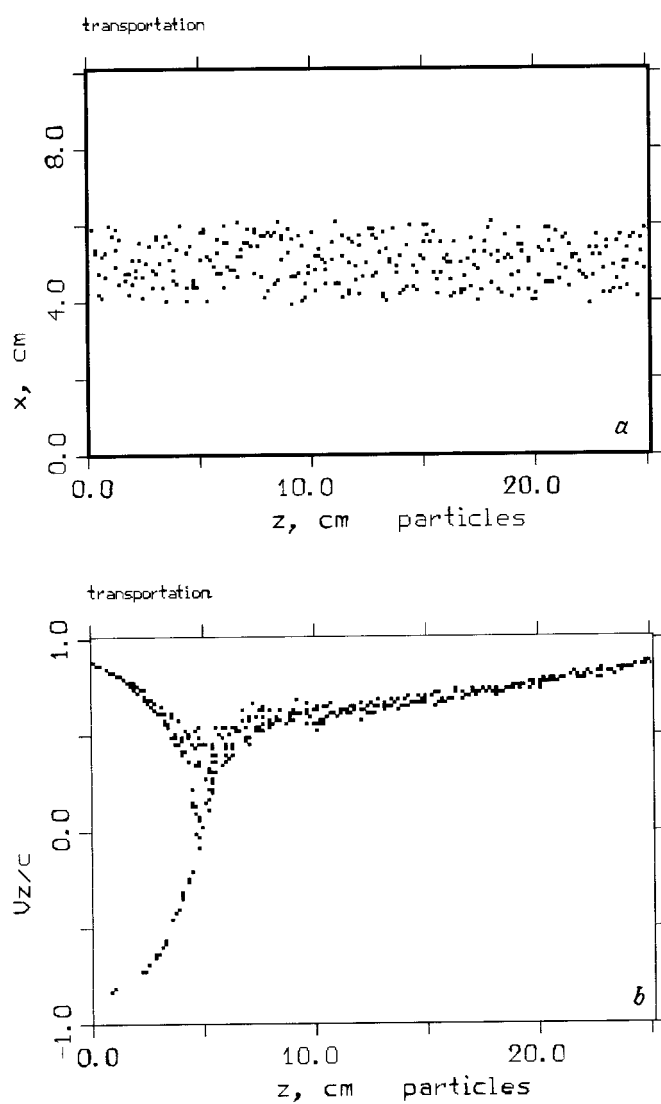 transportation
8.0
4.0
0.0
x, cm
a
0.0 10.0 20.0
z, cm particles
transportation
1.0
0.0
-1.0
Vz/c
b
0.0 10.0 20.0
z, cm particles